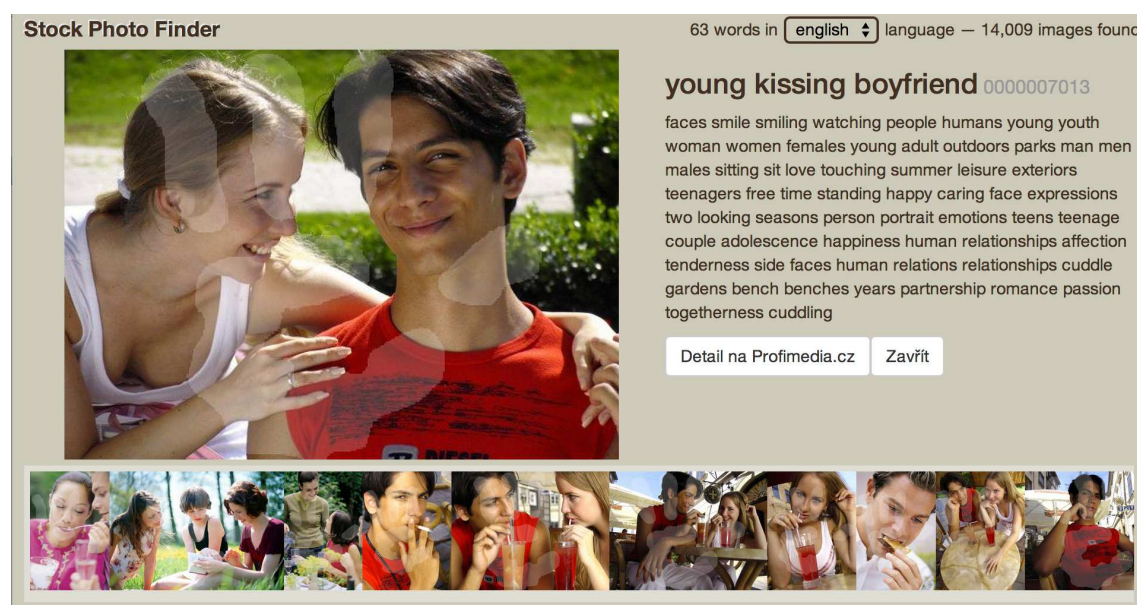 Stock Photo Finder
63 words in english language — 14,009 images found
young kissing boyfriend 0000007013
faces smile smiling watching people humans young youth
woman women females young adult outdoors parks man men
males sitting sit love touching summer leisure exteriors
teenagers free time standing happy caring face expressions
two looking seasons person portrait emotions teens teenage
couple adolescence happiness human relationships affection
tenderness side faces human relations relationships cuddle
gardens bench benches years partnership romance passion
togetherness cuddling
Detail na Profimedia.cz Zavřít
DIESEL